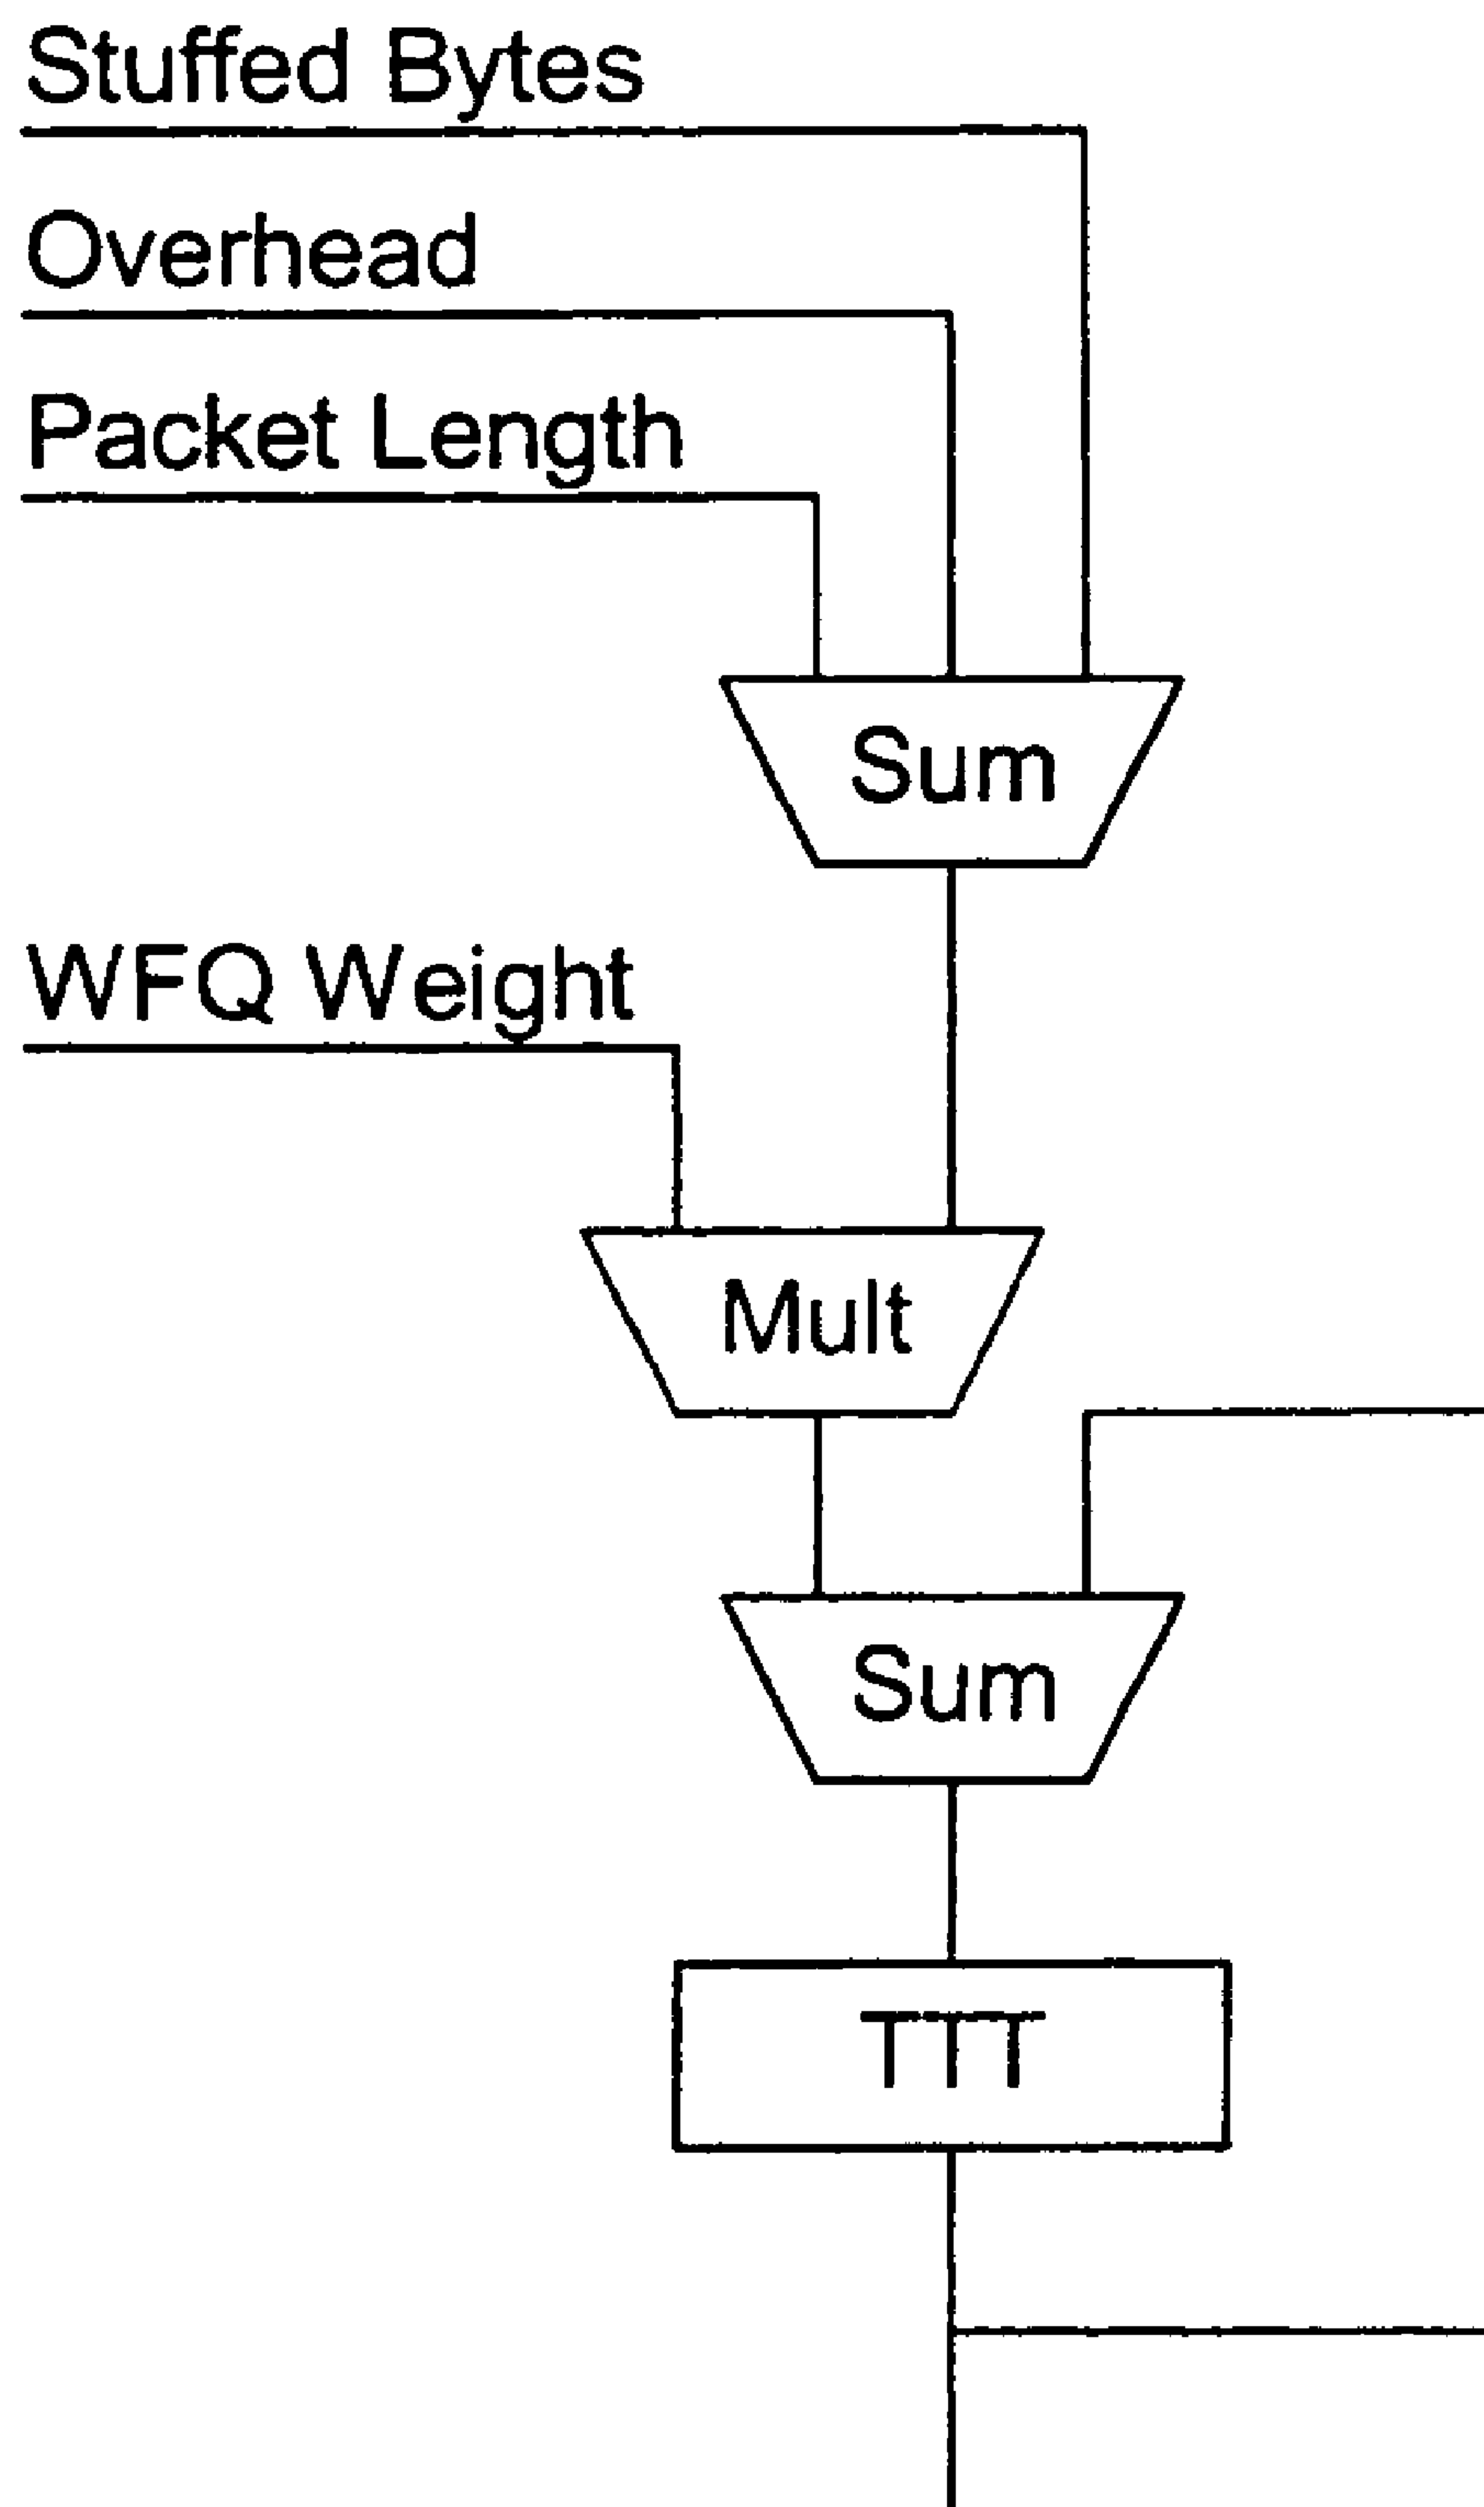 Stuffed Bytes
Overhead
Packet Length
Sum
WFQ Weight
Mult
Sum
TTT